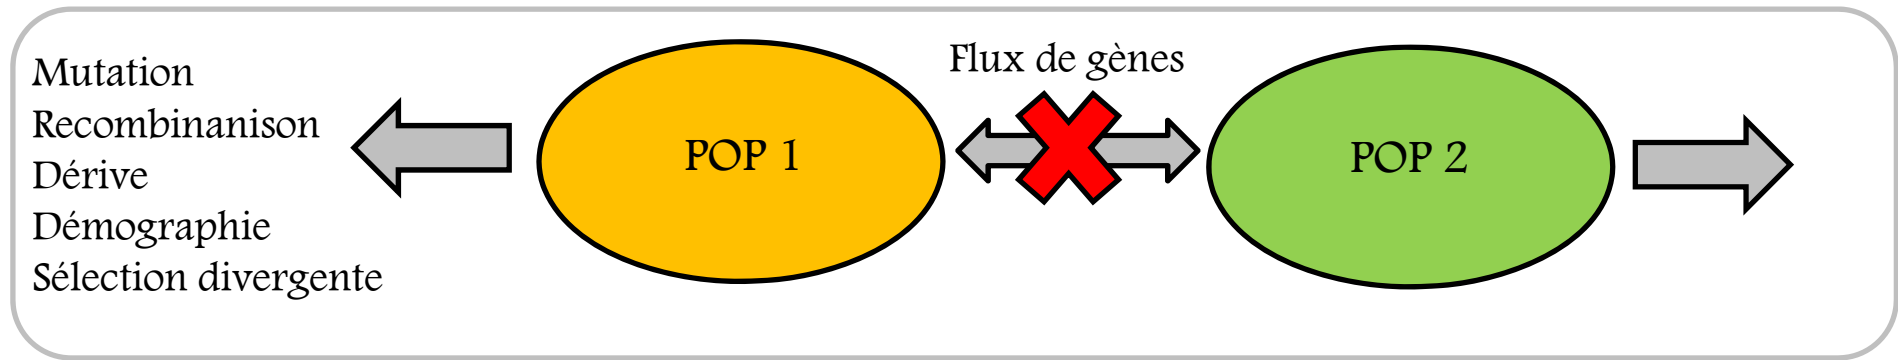 Mutation
Recombinanison
Dérive
Démographie
Sélection divergente
POP 1
Flux de gènes
POP 2